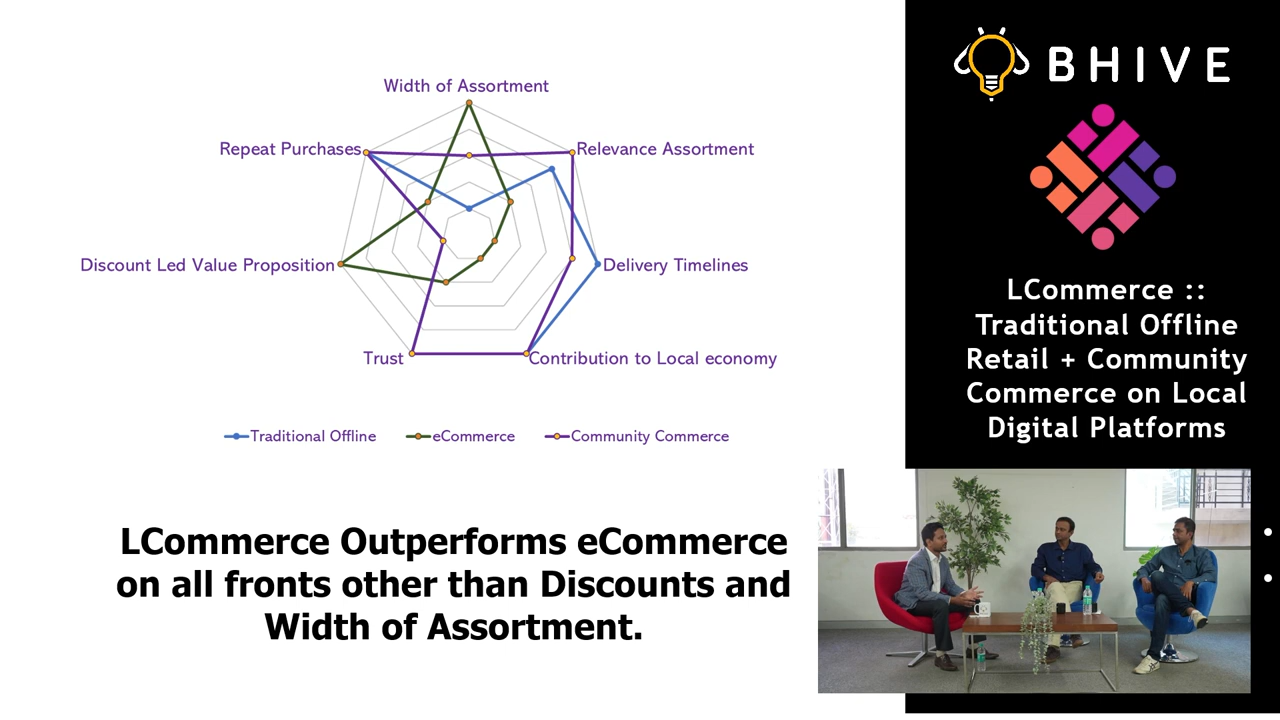 Width of Assortment
Repeat Purchases
Relevance Assortment
Discount Led Value Proposition
Delivery Timelines
Trust
Contribution to Local economy
Traditional Offline
eCommerce
Community Commerce
LCommerce Outperforms eCommerce
on all fronts other than Discounts and
Width of Assortment.
BHIVE
LCommerce ::
Traditional Offline
Retail + Community
Commerce on Local
Digital Platforms